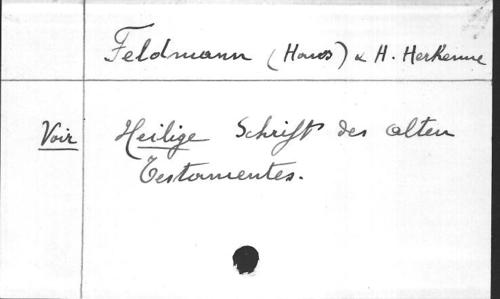 Feldmann (Hans) & H. Herkenne
Voir Heilige Schrift des alten
Testamentes.